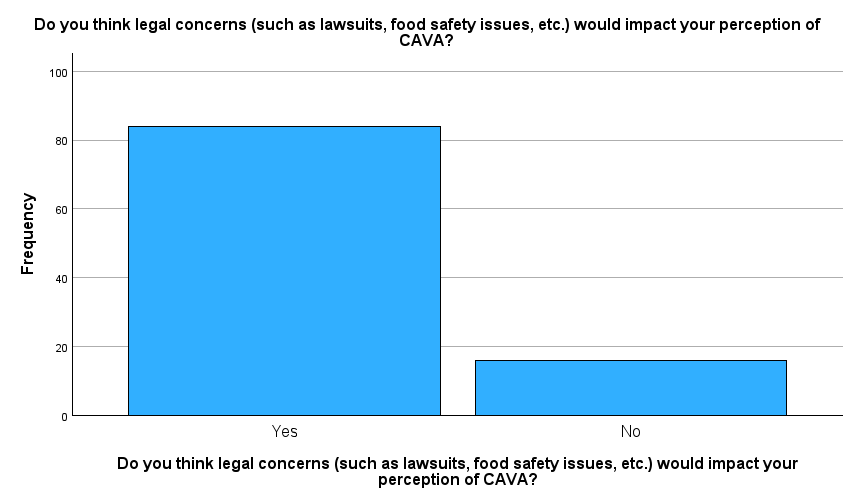 Do you think legal concerns (such as lawsuits, food safety issues, etc.) would impact your perception of
CAVA?
100
80
60
40
20
0
Frequency
Yes
No
Do you think legal concerns (such as lawsuits, food safety issues, etc.) would impact your
perception of CAVA?